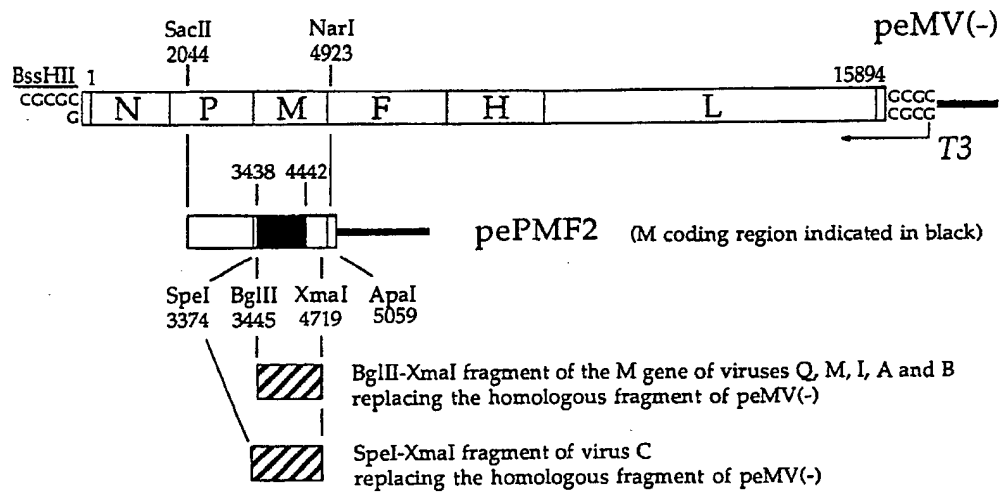 SacII NarI peMV(-)
2044 4923
BssHII 1 15894
CGCGC N P M F H L GCGC
G CGCG
T3
3438 4442
pePMF2 (M coding region indicated in black)
SpeI BglII XmaI ApaI
3374 3445 4719 5059
BglII-XmaI fragment of the M gene of viruses Q, M, I, A and B
replacing the homologous fragment of peMV(-)
SpeI-XmaI fragment of virus C
replacing the homologous fragment of peMV(-)